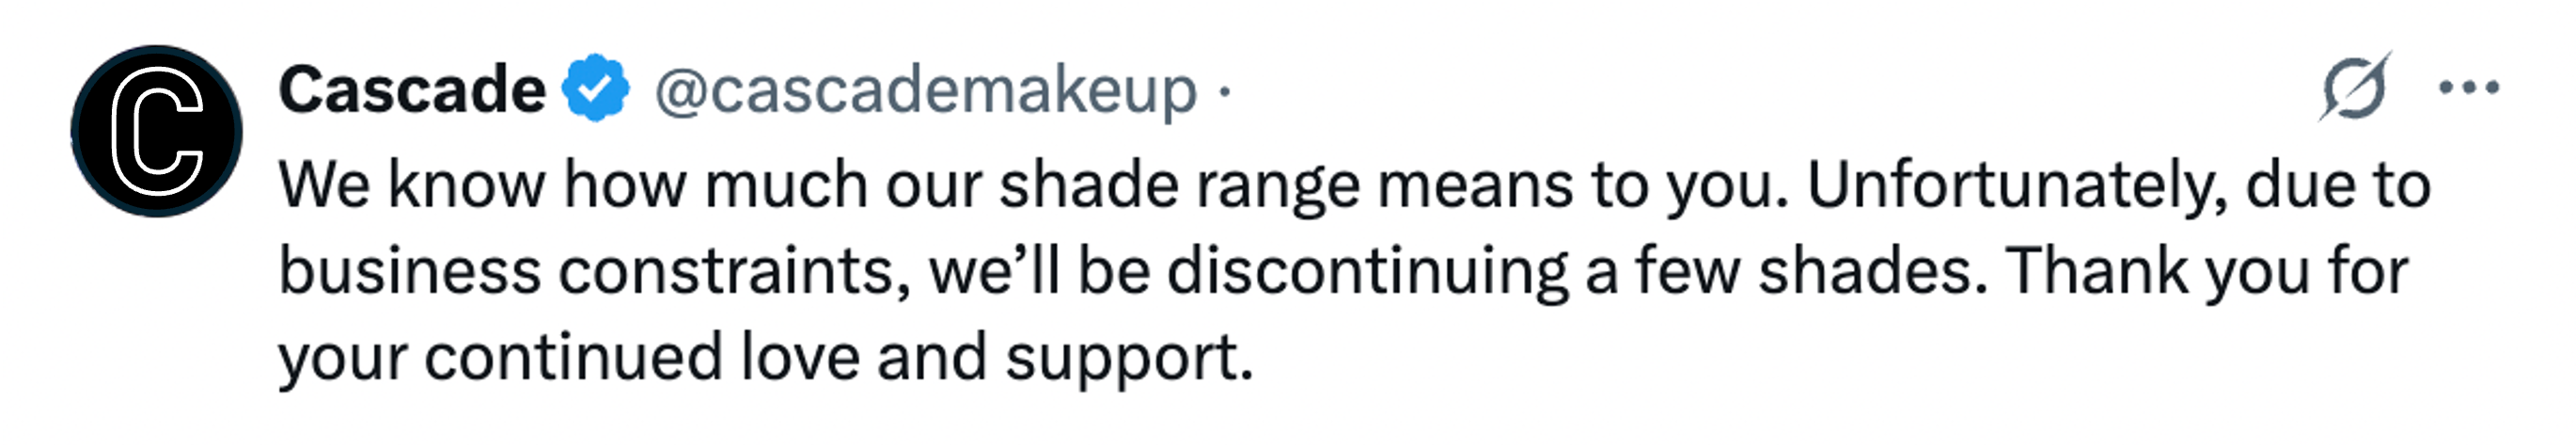 C
Cascade @cascademakeup ·
We know how much our shade range means to you. Unfortunately, due to
business constraints, we’ll be discontinuing a few shades. Thank you for
your continued love and support.